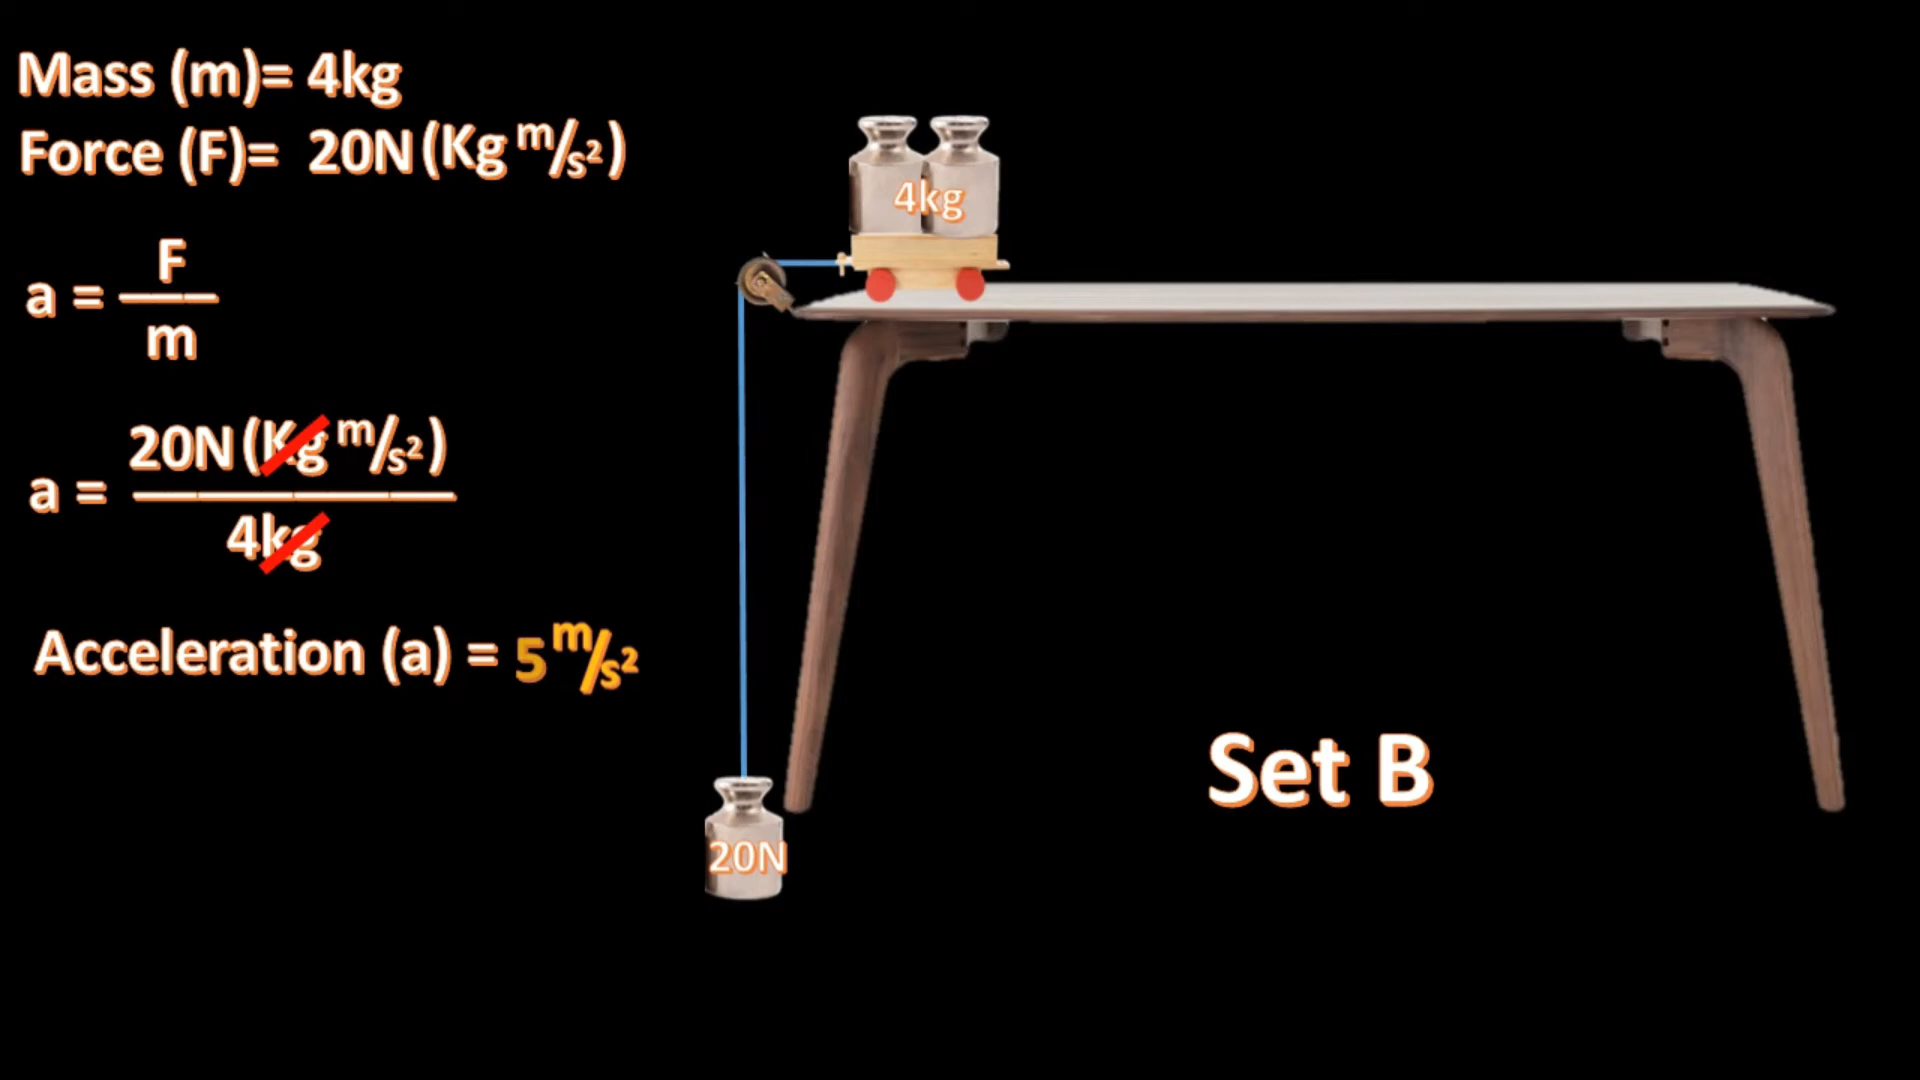 Mass (m)= 4kg
Force (F)= 20N (Kg m/s²)
a = F/m
a = 20N (Kg m/s²)/4kg
Acceleration (a) = 5 m/s²
4kg
20N
Set B